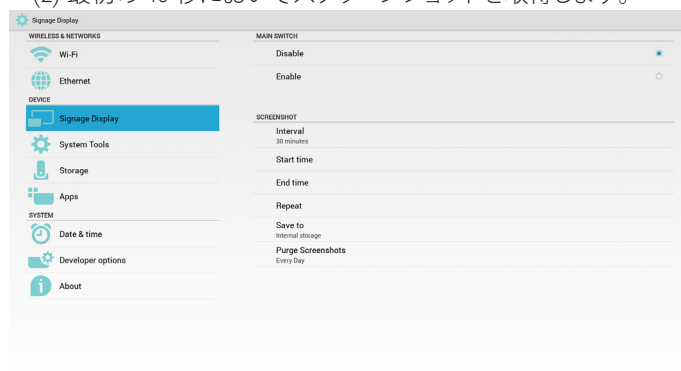 Signage Display
WIRELESS & NETWORKS
Wi-Fi
Ethernet
DEVICE
Signage Display
System Tools
Storage
Apps
SYSTEM
Date & time
Developer options
About
MAIN SWITCH
Disable
Enable
SCREENSHOT
Interval
30 minutes
Start time
End time
Repeat
Save to
Internal storage
Purge Screenshots
Every Day